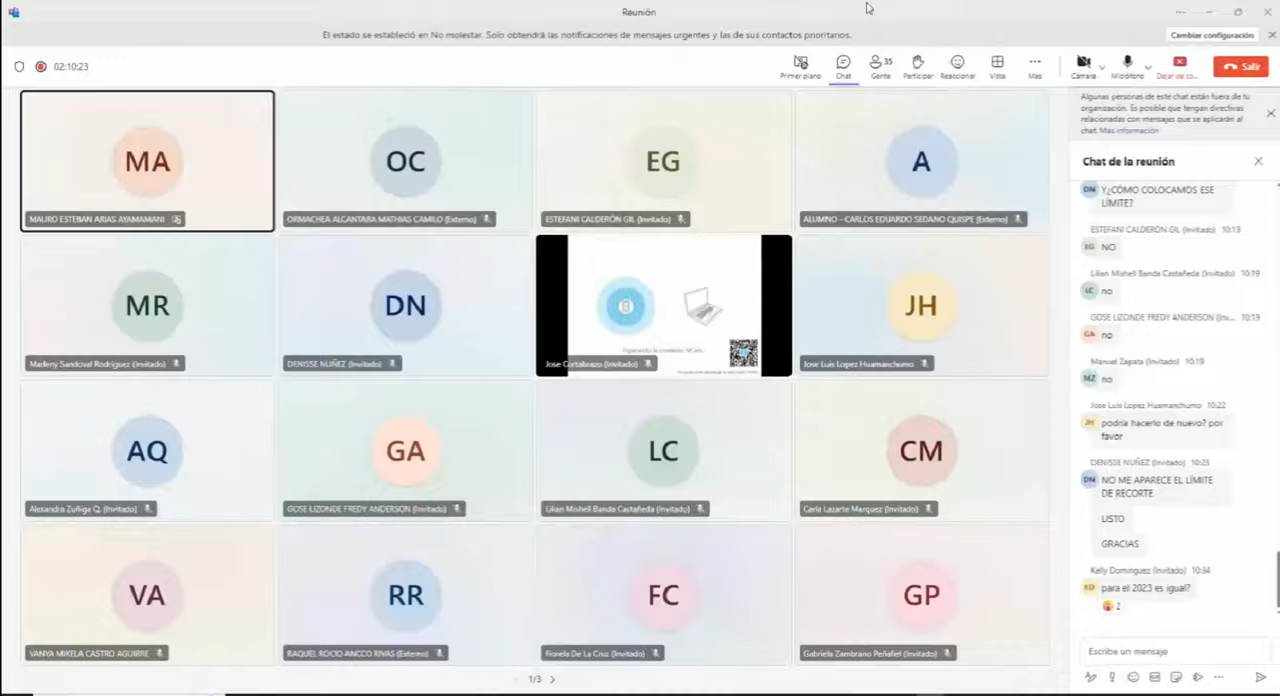 Reunión
El estado se estableció en No molestar. Solo obtendrá las notificaciones de mensajes urgentes y las de sus contactos prioritarios.
Cambiar configuración
02:10:23
Primer plano
Chat
35
Gente
Participar
Reaccionar
Vista
Más
Cámara
Micrófono
Dejar de co...
Salir
MA
MAURO ESTEBAN ARIAS AYAMAMANI
OC
ORMACHEA ALCANTARA MATHIAS CAMILO (Externo)
EG
ESTEFANI CALDERÓN GIL (Invitado)
A
ALUMNO - CARLOS EDUARDO SEDANO QUISPE (Externo)
MR
Marleny Sandoval Rodríguez (Invitado)
DN
DENISSE NUÑEZ (Invitado)
Jose Cortabrazo (Invitado)
JH
Jose Luis Lopez Huamanchumo
AQ
Alexandra Zuñiga Q. (Invitado)
GA
GOSE LIZONDE FREDY ANDERSON (Invitado)
LC
Lilian Mishell Banda Castañeda (Invitado)
CM
Carla Lazarte Marquez (Invitado)
VA
VANYA MIKELA CASTRO AGUIRRE
RR
RAQUEL ROCIO ANCCO RIVAS (Externo)
FC
Fiorela De La Cruz (Invitado)
GP
Gabriela Zambrano Peñafiel (Invitado)
1/3
Algunas personas de este chat están fuera de tu
organización. Es posible que tengan directivas
relacionadas con mensajes que se aplicarán al
chat. Más información
Chat de la reunión
DN
Y¿CÓMO COLOCAMOS ESE
LÍMITE?
ESTEFANI CALDERÓN GIL (Invitado) 10:19
EG
NO
Lilian Mishell Banda Castañeda (Invitado) 10:19
LC
no
GOSE LIZONDE FREDY ANDERSON (Inv... 10:19
GA
no
Manuel Zapata (Invitado) 10:19
MZ
no
Jose Luis Lopez Huamanchumo 10:22
JH
podría hacerlo de nuevo? por
favor
DENISSE NUÑEZ (Invitado) 10:23
DN
NO ME APARECE EL LÍMITE
DE RECORTE
LISTO
GRACIAS
Kelly Dominguez (Invitado) 10:34
KD
para el 2023 es igual?
2
Escribe un mensaje